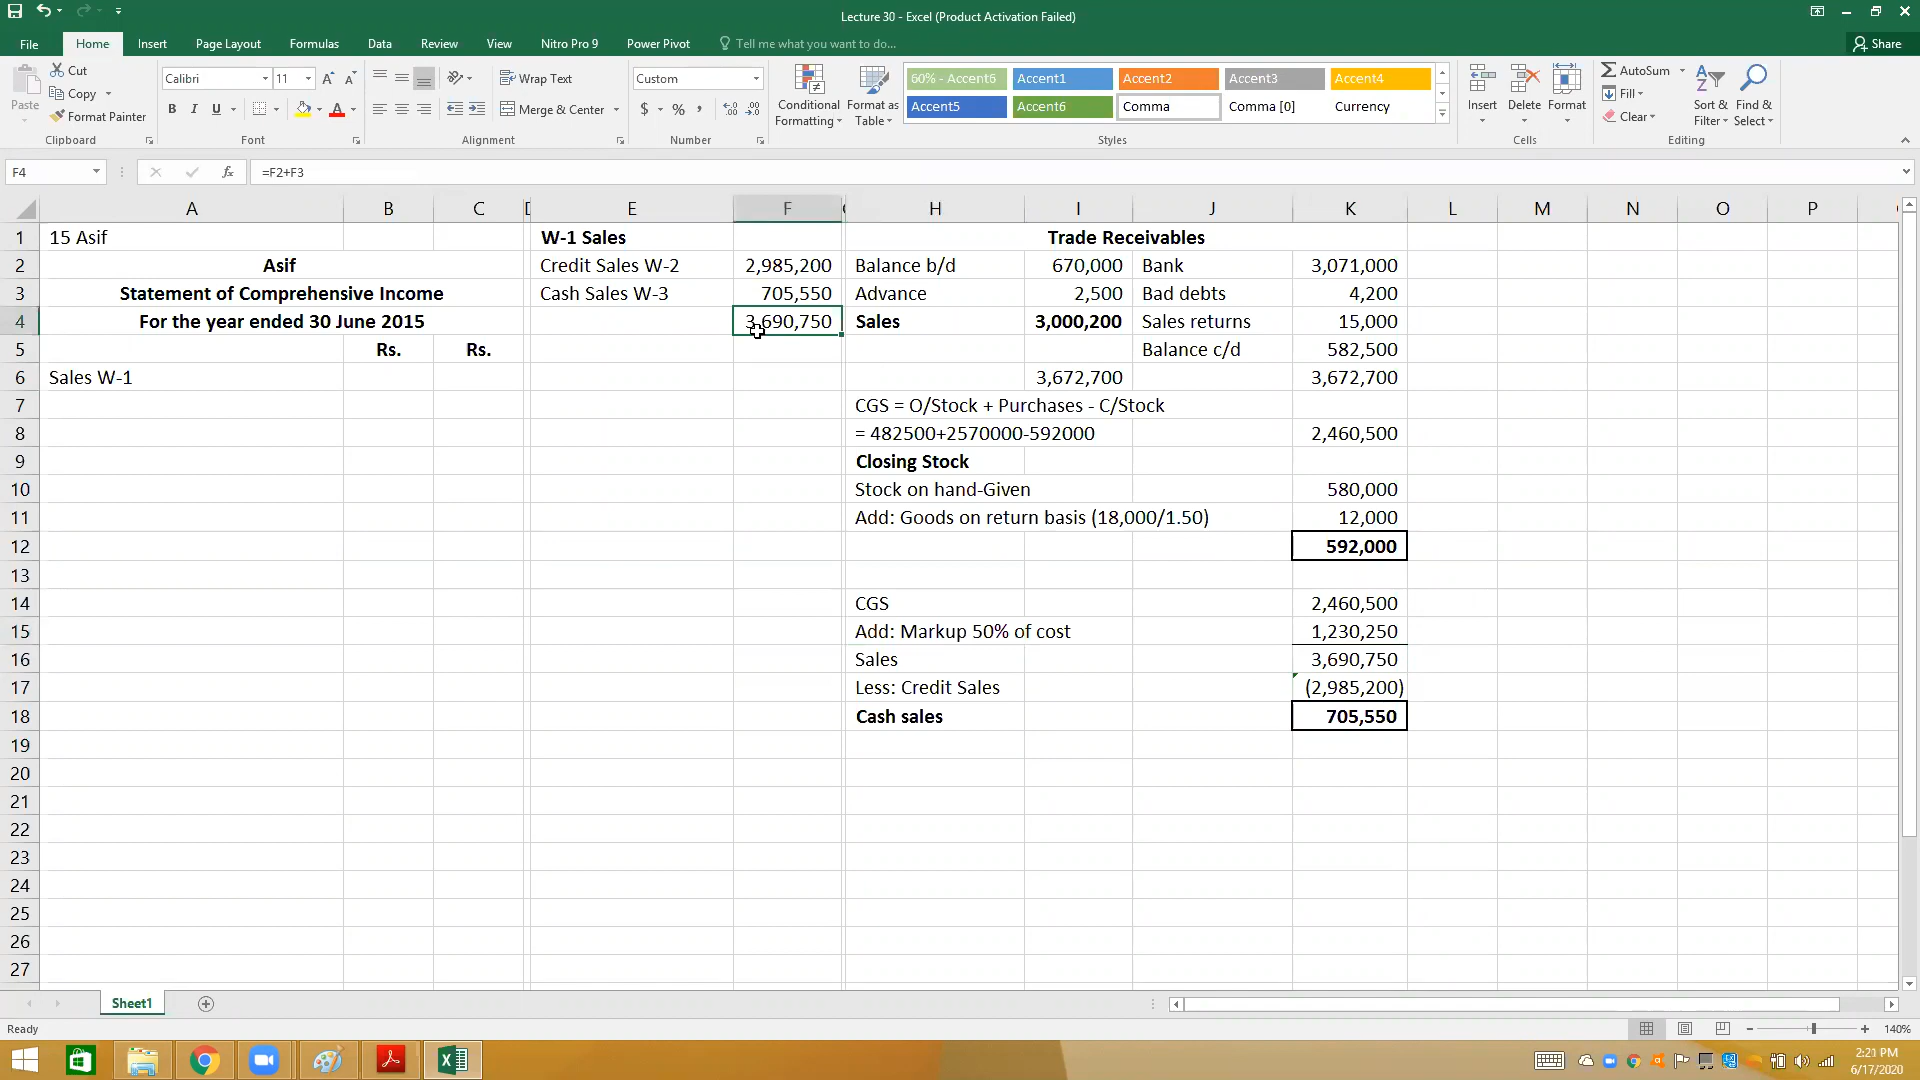 Lecture 30 - Excel (Product Activation Failed)
File Home Insert Page Layout Formulas Data Review View Nitro Pro 9 Power Pivot Tell me what you want to do... Share
Paste
Cut
Copy
Format Painter
Clipboard
Calibri 11
B I U
Font
Wrap Text
Merge & Center
Alignment
Custom
$ % ,
Number
Conditional Formatting
Format as Table
60% - Accent6 Accent1 Accent2 Accent3 Accent4
Accent5 Accent6 Comma Comma [0] Currency
Styles
Insert Delete Format
Cells
AutoSum
Fill
Clear
Sort & Filter
Find & Select
Editing
F4 fx =F2+F3
A B C D E F H I J K L M N O P
1 15 Asif W-1 Sales Trade Receivables
2 Asif Credit Sales W-2 2,985,200 Balance b/d 670,000 Bank 3,071,000
3 Statement of Comprehensive Income Cash Sales W-3 705,550 Advance 2,500 Bad debts 4,200
4 For the year ended 30 June 2015 3,690,750 Sales 3,000,200 Sales returns 15,000
5 Rs. Rs. Balance c/d 582,500
6 Sales W-1 3,672,700 3,672,700
7 CGS = O/Stock + Purchases - C/Stock
8 = 482500+2570000-592000 2,460,500
9 Closing Stock
10 Stock on hand-Given 580,000
11 Add: Goods on return basis (18,000/1.50) 12,000
12 592,000
13
14 CGS 2,460,500
15 Add: Markup 50% of cost 1,230,250
16 Sales 3,690,750
17 Less: Credit Sales (2,985,200)
18 Cash sales 705,550
19
20
21
22
23
24
25
26
27
Sheet1
Ready 140%
2:21 PM
6/17/2020